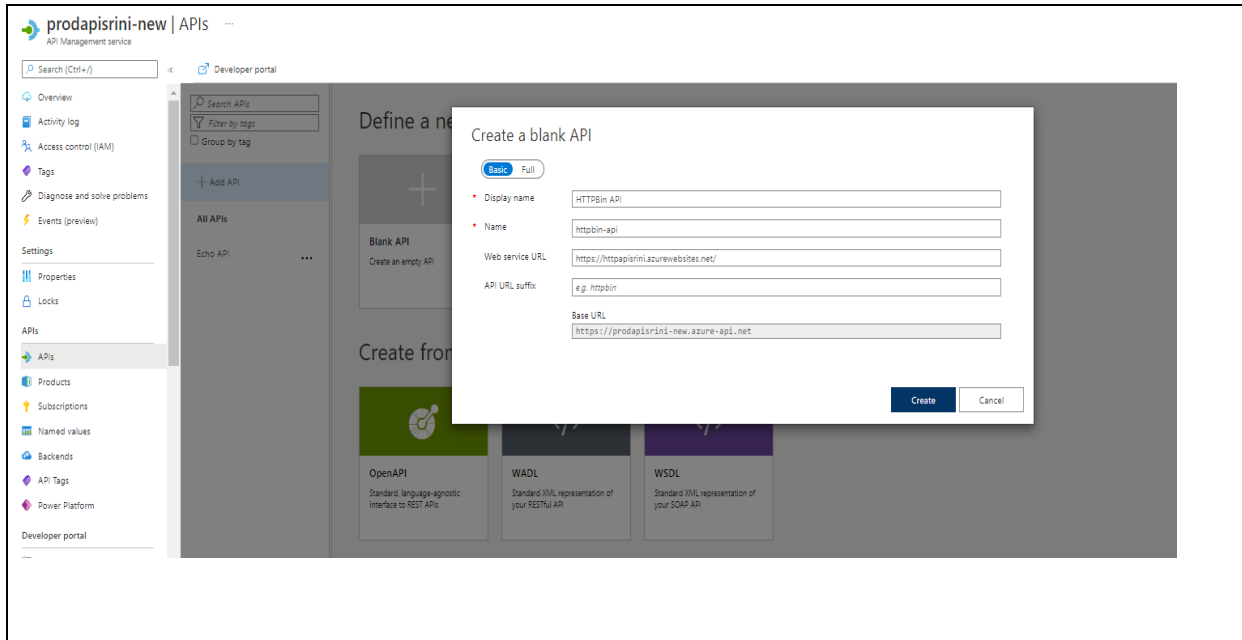 prodapisrini-new | APIs ...
API Management service
Search (Ctrl+/)
«
Developer portal
Overview
Activity log
Access control (IAM)
Tags
Diagnose and solve problems
Events (preview)
Settings
Properties
Locks
APIs
APIs
Products
Subscriptions
Named values
Backends
API Tags
Power Platform
Developer portal
Search APIs
Filter by tags
Group by tag
+ Add API
All APIs
Echo API
...
Define a ne
Blank API
Create an empty API
Create from
OpenAPI
Standard, language-agnostic
interface to REST APIs
WADL
Standard XML representation of
your RESTful API
WSDL
Standard XML representation of
your SOAP API
Create a blank API
Basic Full
* Display name HTTPBin API
* Name httpbin-api
Web service URL https://httpapisrini.azurewebsites.net/
API URL suffix e.g. httpbin
Base URL
https://prodapisrini-new.azure-api.net
Create Cancel